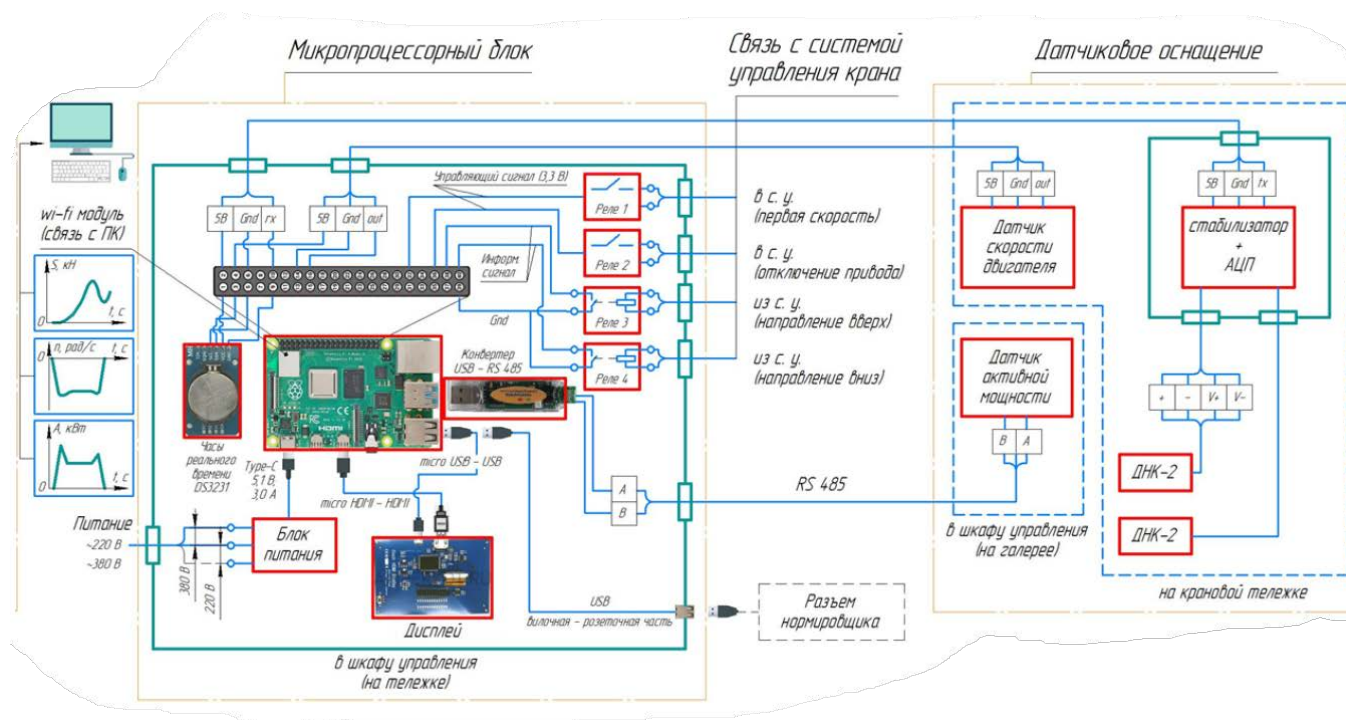 Микропроцессорный блок
Связь с системой
управления крана
Датчиковое оснащение
wi-fi модуль
(связь с ПК)
S, кН
0
t, с
n, рад/с
t, с
0
A, кВт
0
t, с
5В Gnd rx
5В Gnd out
Управляющий сигнал (3,3 В)
Информ.
сигнал
Gnd
Реле 1
Реле 2
Реле 3
Реле 4
в с. у.
(первая скорость)
в с. у.
(отключение привода)
из с. у.
(направление вверх)
из с. у.
(направление вниз)
5В Gnd out
Датчик
скорости
двигателя
5В Gnd tx
стабилизатор
+
АЦП
Датчик
активной
мощности
В А
+ - V+ V-
ДНК-2
ДНК-2
в шкафу управления
(на галерее)
на крановой тележке
Конвертер
USB - RS 485
HDMI
Часы
реального
времени
DS3231
Type-C
5,1 В,
3,0 А
micro USB - USB
micro HDMI - HDMI
А
В
RS 485
Питание
~220 В
~380 В
380 В
220 В
Блок
питания
Дисплей
USB
вилочная - розеточная часть
Разъем
нормировщика
в шкафу управления
(на тележке)